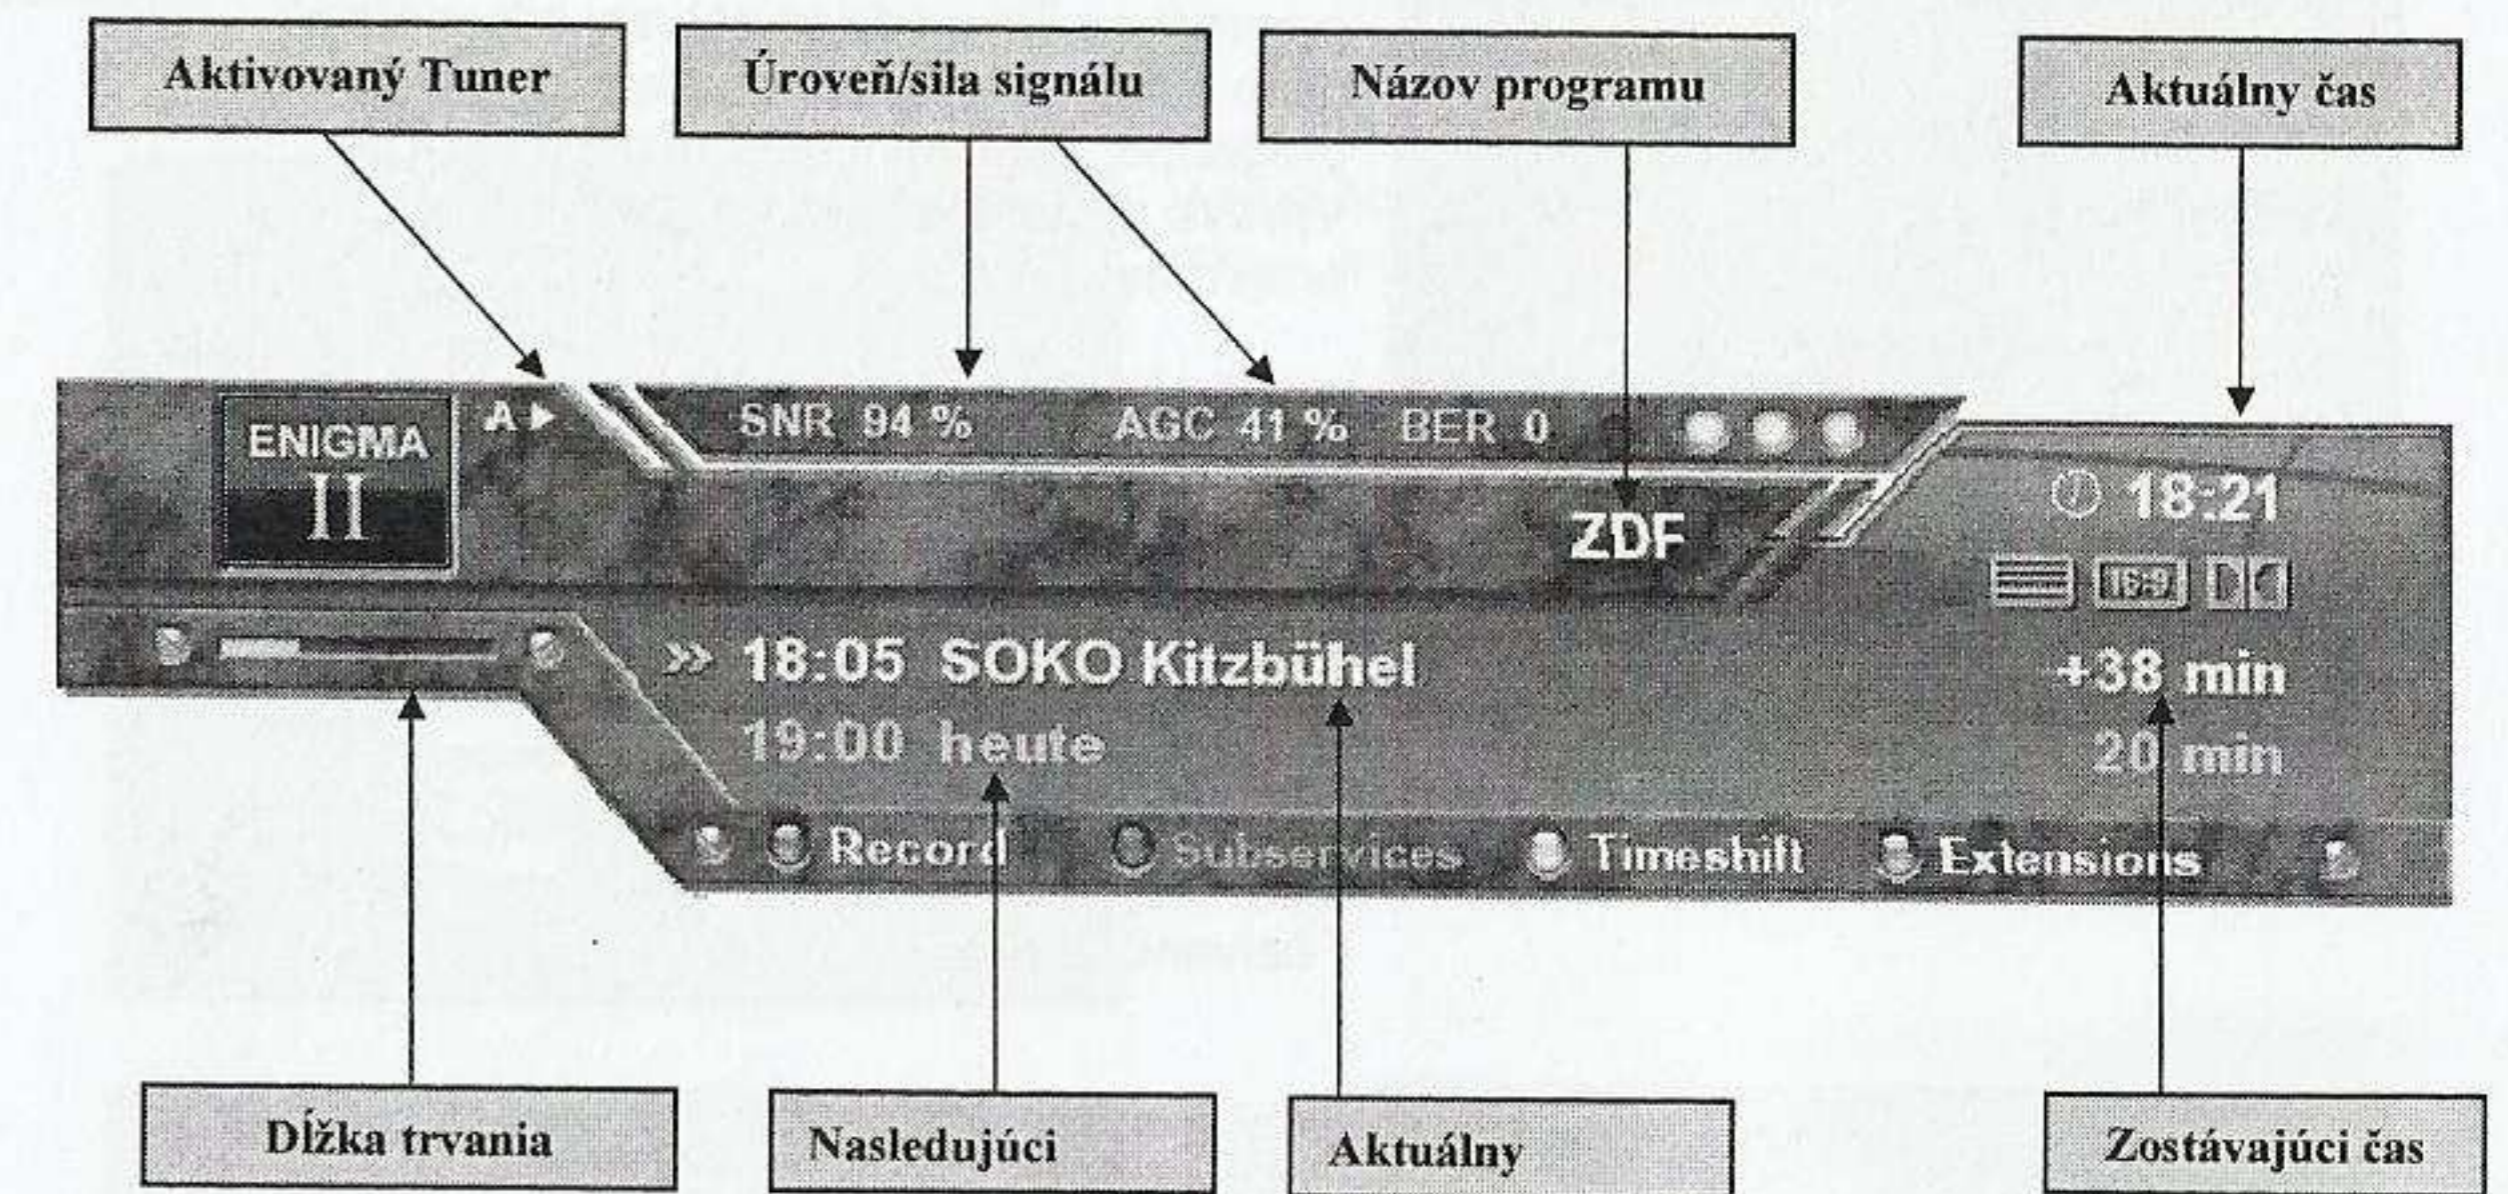 Aktivovaný Tuner
Úroveň/sila signálu
Názov programu
Aktuálny čas
ENIGMA
II
A
SNR 94 %
AGC 41 %
BER 0
ZDF
18:21
16:9
18:05 SOKO Kitzbühel
+38 min
19:00 heute
20 min
Record
Subservices
Timeshift
Extensions
Dĺžka trvania
Nasledujúci
Aktuálny
Zostávajúci čas